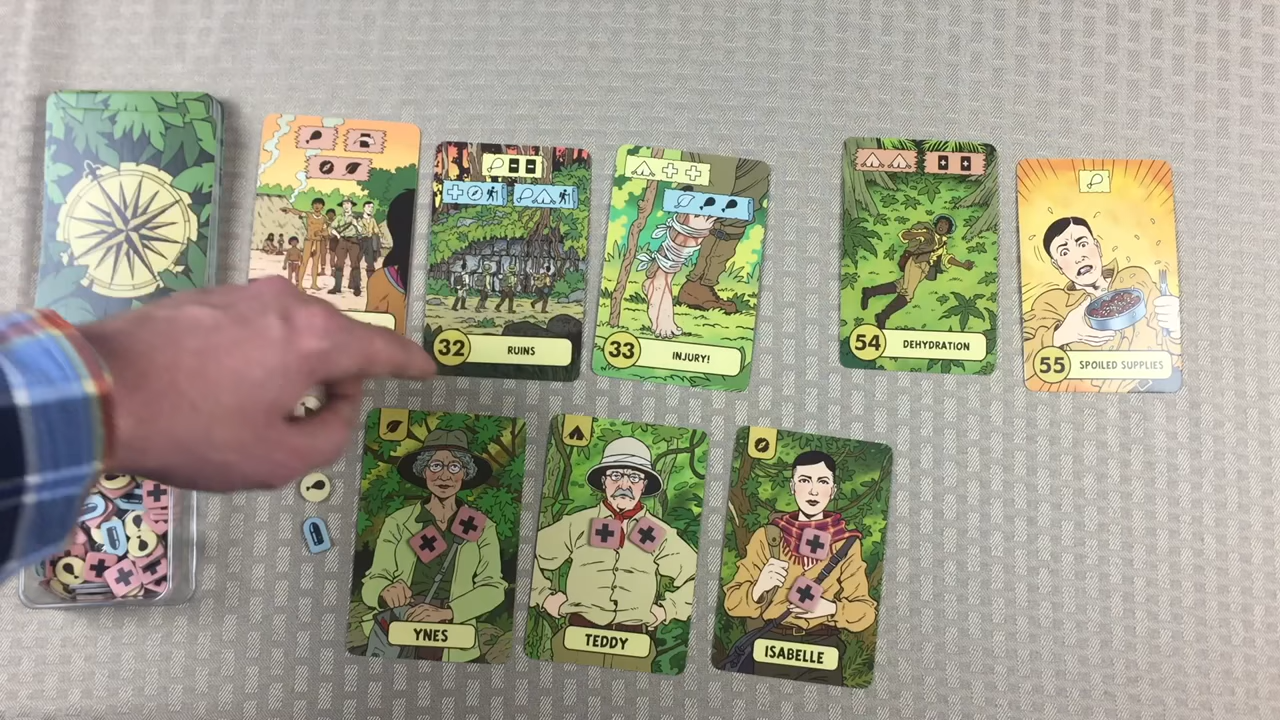 32 RUINS
33 INJURY!
54 DEHYDRATION
55 SPOILED SUPPLIES
YNES
TEDDY
ISABELLE